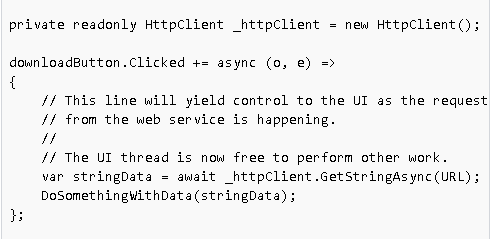 private readonly HttpClient _httpClient = new HttpClient();
downloadButton.Clicked += async (o, e) =>
{
// This line will yield control to the UI as the request
// from the web service is happening.
//
// The UI thread is now free to perform other work.
var stringData = await _httpClient.GetStringAsync(URL);
DoSomethingWithData(stringData);
};